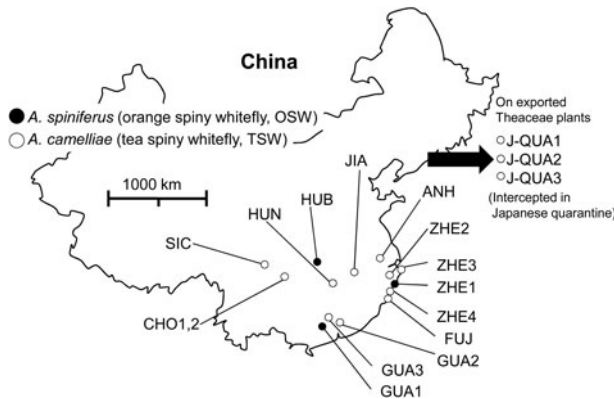 China
A. spiniferus (orange spiny whitefly, OSW)
A. camelliae (tea spiny whitefly, TSW)
1000 km
On exported
Theaceae plants
J-QUA1
J-QUA2
J-QUA3
(Intercepted in
Japanese quarantine)
JIA
ANH
HUB
HUN
ZHE2
SIC
ZHE3
ZHE1
CHO1,2
ZHE4
FUJ
GUA2
GUA3
GUA1